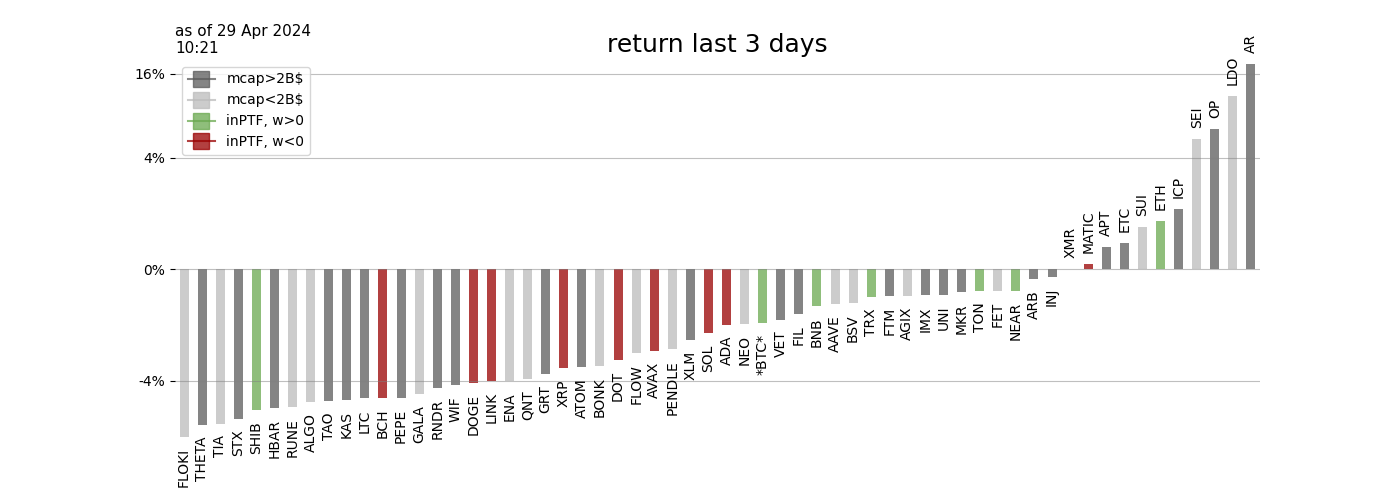 as of 29 Apr 2024
10:21
return last 3 days
mcap>2B$
mcap<2B$
inPTF, w>0
inPTF, w<0
16%
4%
0%
-4%
FLOKI
THETA
TIA
STX
SHIB
HBAR
RUNE
ALGO
TAO
KAS
LTC
BCH
PEPE
GALA
RNDR
WIF
DOGE
LINK
ENA
QNT
GRT
XRP
ATOM
BONK
DOT
FLOW
AVAX
PENDLE
XLM
SOL
ADA
NEO
*BTC*
VET
FIL
BNB
AAVE
BSV
TRX
FTM
AGIX
IMX
UNI
MKR
TON
FET
NEAR
ARB
INJ
XMR
MATIC
APT
ETC
SUI
ETH
ICP
SEI
OP
LDO
AR